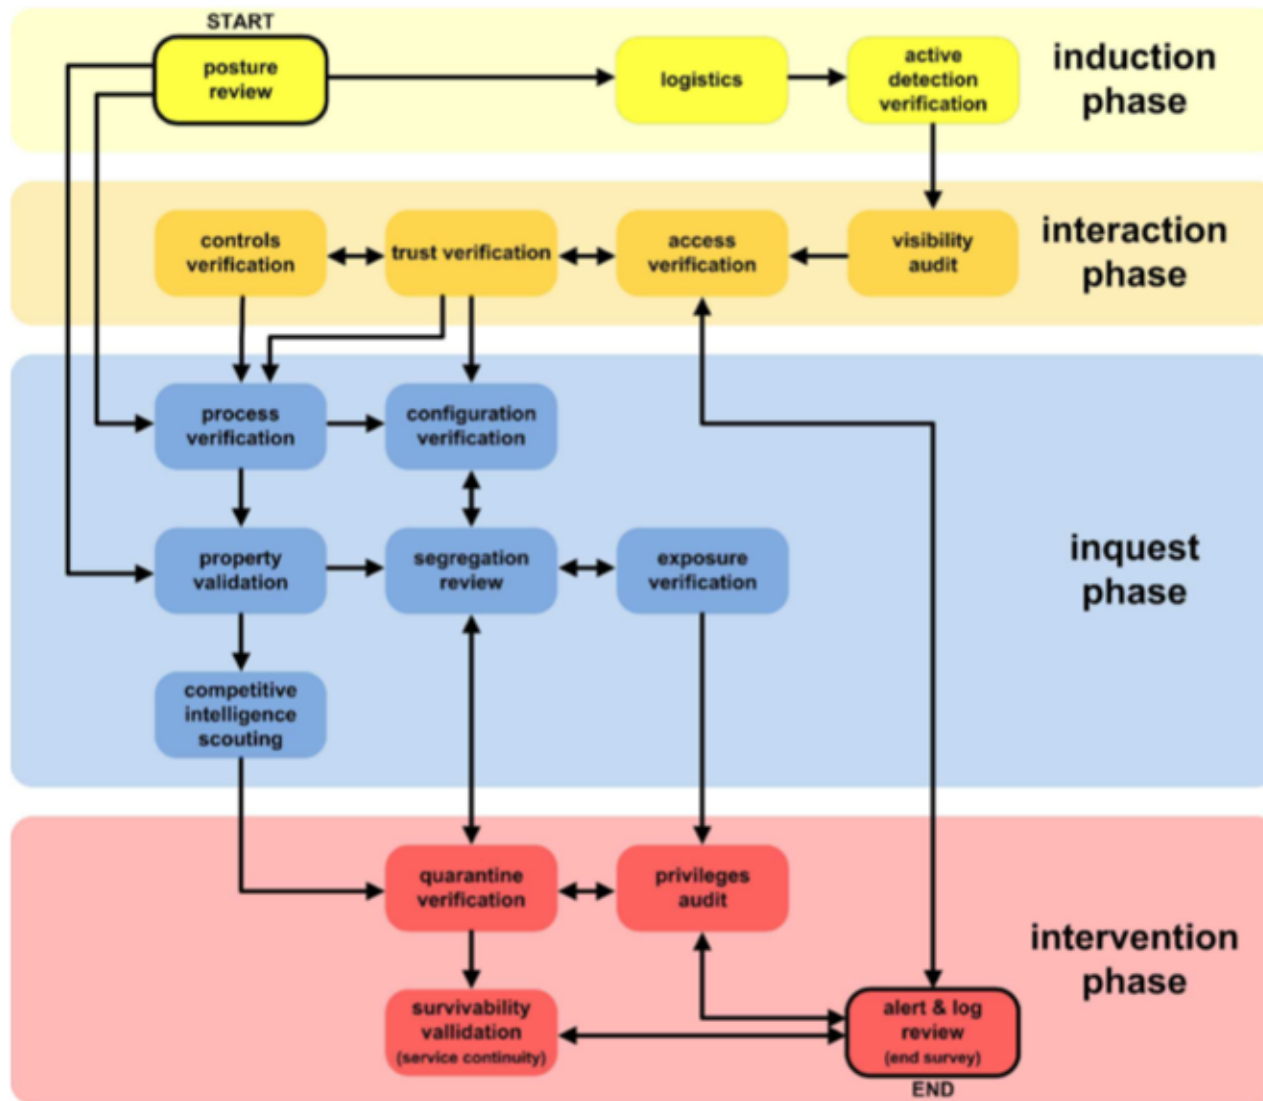 START
posture
review
logistics
active
detection
verification
induction
phase
controls
verification
trust verification
access
verification
visibility
audit
interaction
phase
process
verification
configuration
verification
property
validation
segregation
review
exposure
verification
inquest
phase
competitive
intelligence
scouting
quarantine
verification
privileges
audit
intervention
phase
survivability
vallidation
(service continuity)
alert & log
review
(end survey)
END